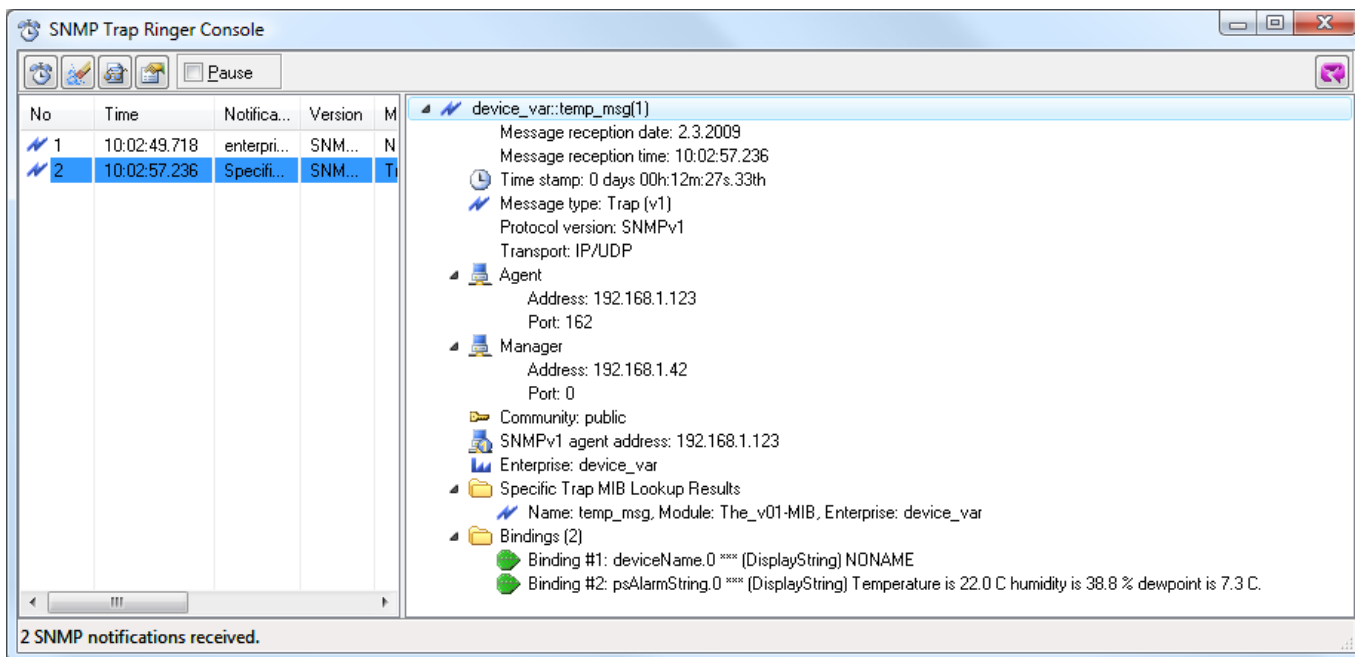 SNMP Trap Ringer Console
Pause
No Time Notifica... Version M
1 10:02:49.718 enterpri... SNM... N
2 10:02:57.236 Specifi... SNM... Tr
device_var::temp_msg(1)
Message reception date: 2.3.2009
Message reception time: 10:02:57.236
Time stamp: 0 days 00h:12m:27s.33th
Message type: Trap (v1)
Protocol version: SNMPv1
Transport: IP/UDP
Agent
Address: 192.168.1.123
Port: 162
Manager
Address: 192.168.1.42
Port: 0
Community: public
SNMPv1 agent address: 192.168.1.123
Enterprise: device_var
Specific Trap MIB Lookup Results
Name: temp_msg, Module: The_v01-MIB, Enterprise: device_var
Bindings (2)
Binding #1: deviceName.0 *** (DisplayString) NONAME
Binding #2: psAlarmString.0 *** (DisplayString) Temperature is 22.0 C humidity is 38.8 % dewpoint is 7.3 C.
2 SNMP notifications received.